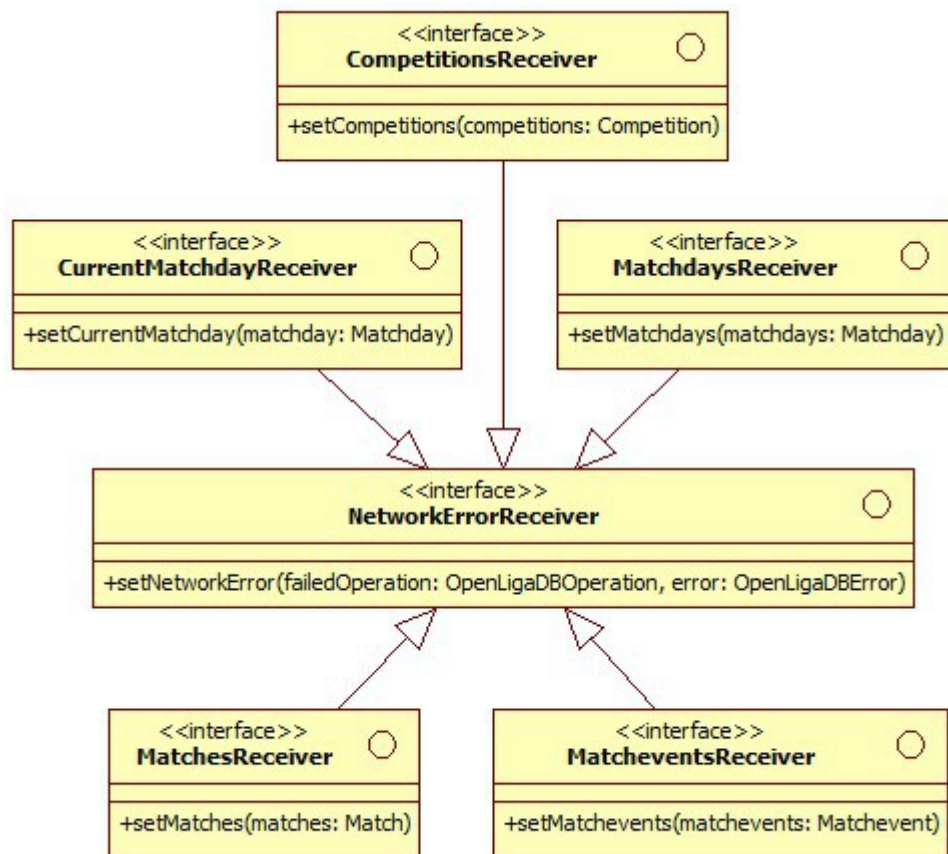 <<interface>>
CompetitionsReceiver
+setCompetitions(competitions: Competition)
<<interface>>
CurrentMatchdayReceiver
+setCurrentMatchday(matchday: Matchday)
<<interface>>
MatchdaysReceiver
+setMatchdays(matchdays: Matchday)
<<interface>>
NetworkErrorReceiver
+setNetworkError(failedOperation: OpenLigaDBOperation, error: OpenLigaDBError)
<<interface>>
MatchesReceiver
+setMatches(matches: Match)
<<interface>>
MatcheventsReceiver
+setMatchevents(matchevents: Matchevent)